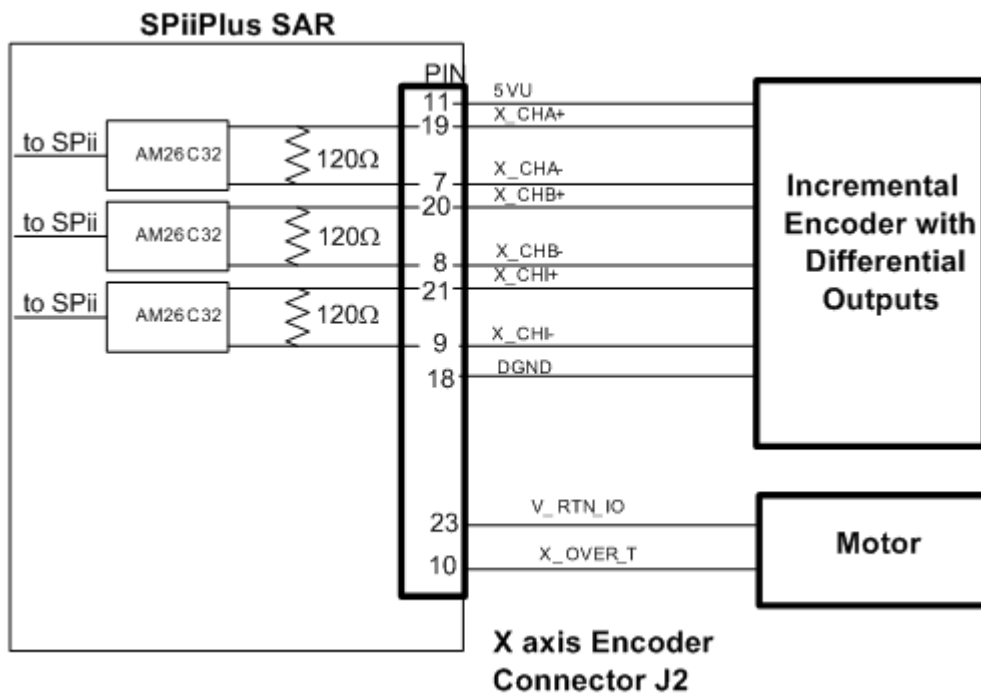 SPiiPlus SAR
PIN
11
5VU
19
X_CHA+
to SPii
AM26C32
120Ω
7
X_CHA-
20
X_CHB+
to SPii
AM26C32
120Ω
8
X_CHB-
21
X_CHI+
to SPii
AM26C32
120Ω
9
X_CHI-
18
DGND
Incremental
Encoder with
Differential
Outputs
23
V_RTN_IO
10
X_OVER_T
Motor
X axis Encoder
Connector J2